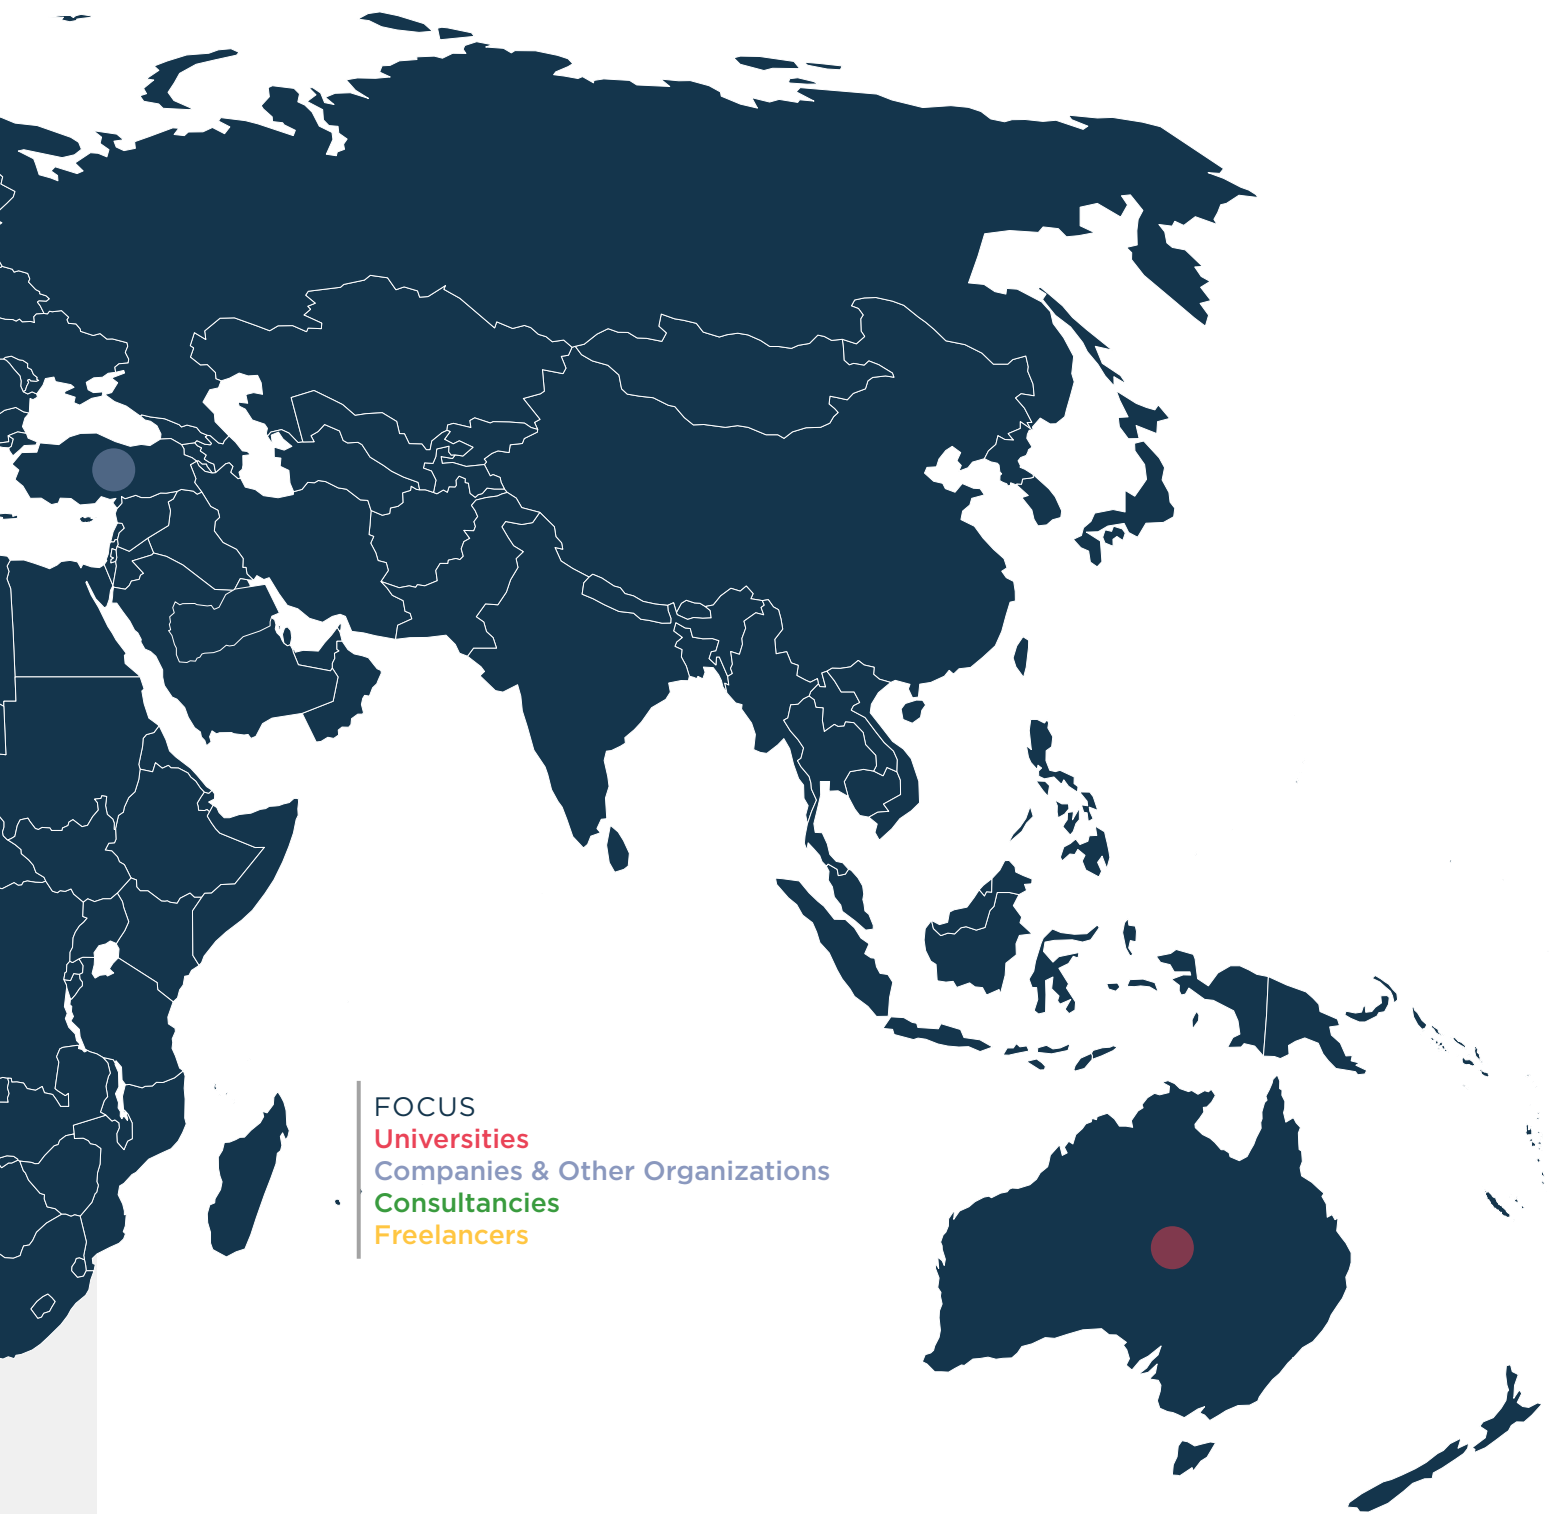 FOCUS
Universities
Companies & Other Organizations
Consultancies
Freelancers